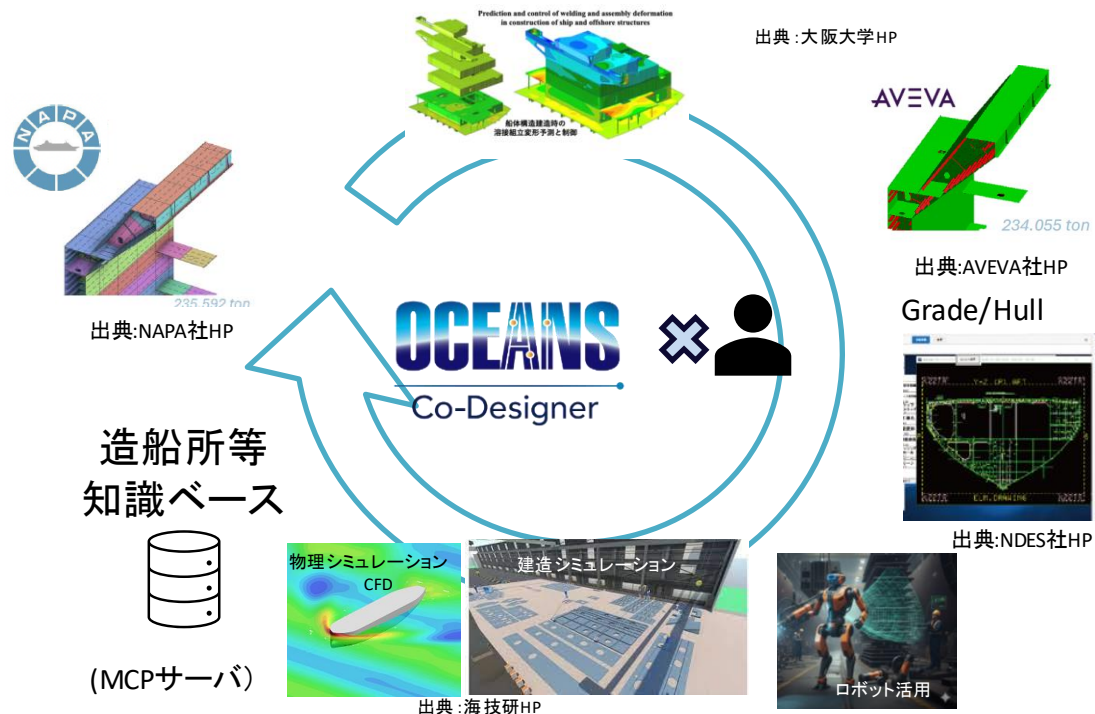 Prediction and control of welding and assembly deformation
in construction of ship and offshore structures
船体構造建造時の
溶接組立変形予測と制御
出典:大阪大学HP
NAPA
235.592 ton
出典:NAPA社HP
AVEVA
234.055 ton
出典:AVEVA社HP
OCEANS
Co-Designer
Grade/Hull
ELM.DRAWING
出典:NDES社HP
造船所等
知識ベース
(MCPサーバ)
物理シミュレーション
CFD
建造シミュレーション
出典:海技研HP
ロボット活用